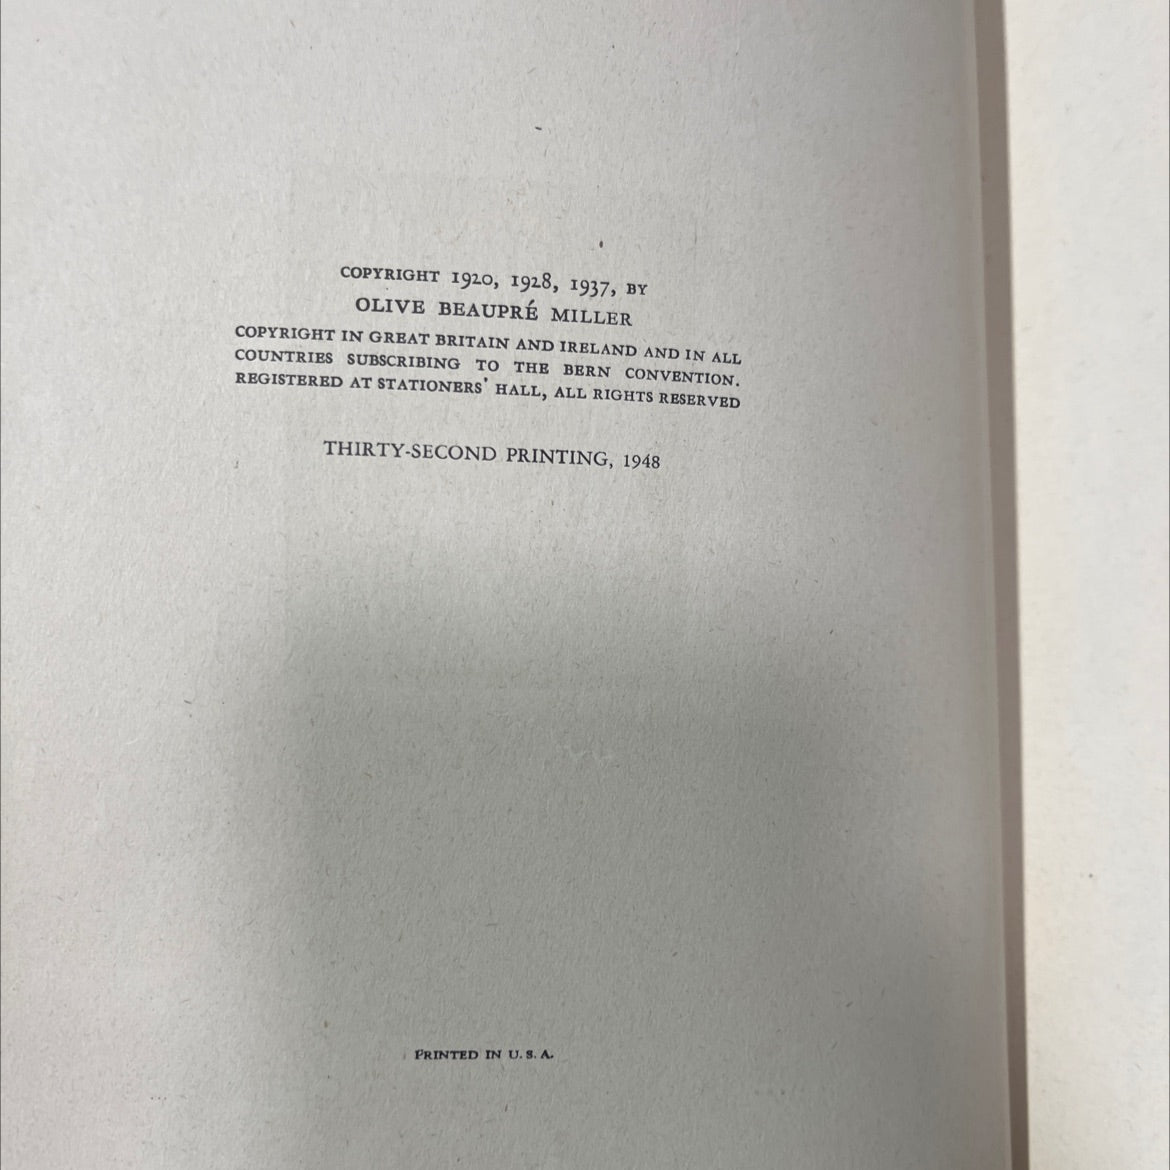 COPYRIGHT 1920, 1928, 1937, BY
OLIVE BEAUPRÉ MILLER
COPYRIGHT IN GREAT BRITAIN AND IRELAND AND IN ALL
COUNTRIES SUBSCRIBING TO THE BERN CONVENTION.
REGISTERED AT STATIONERS' HALL, ALL RIGHTS RESERVED
THIRTY-SECOND PRINTING, 1948
PRINTED IN U. S. A.